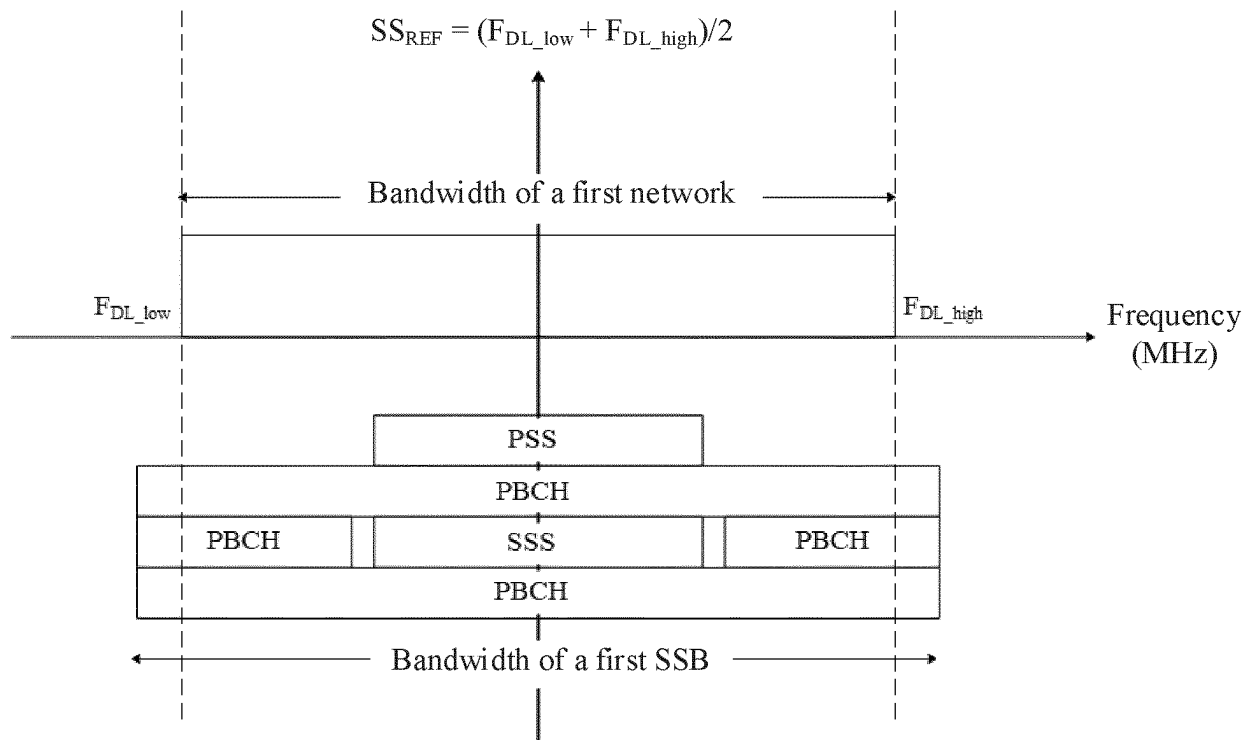 SS_REF = (F_DL_low + F_DL_high)/2
Bandwidth of a first network
F_DL_low
F_DL_high
Frequency
(MHz)
PSS
PBCH
PBCH SSS PBCH
PBCH
Bandwidth of a first SSB